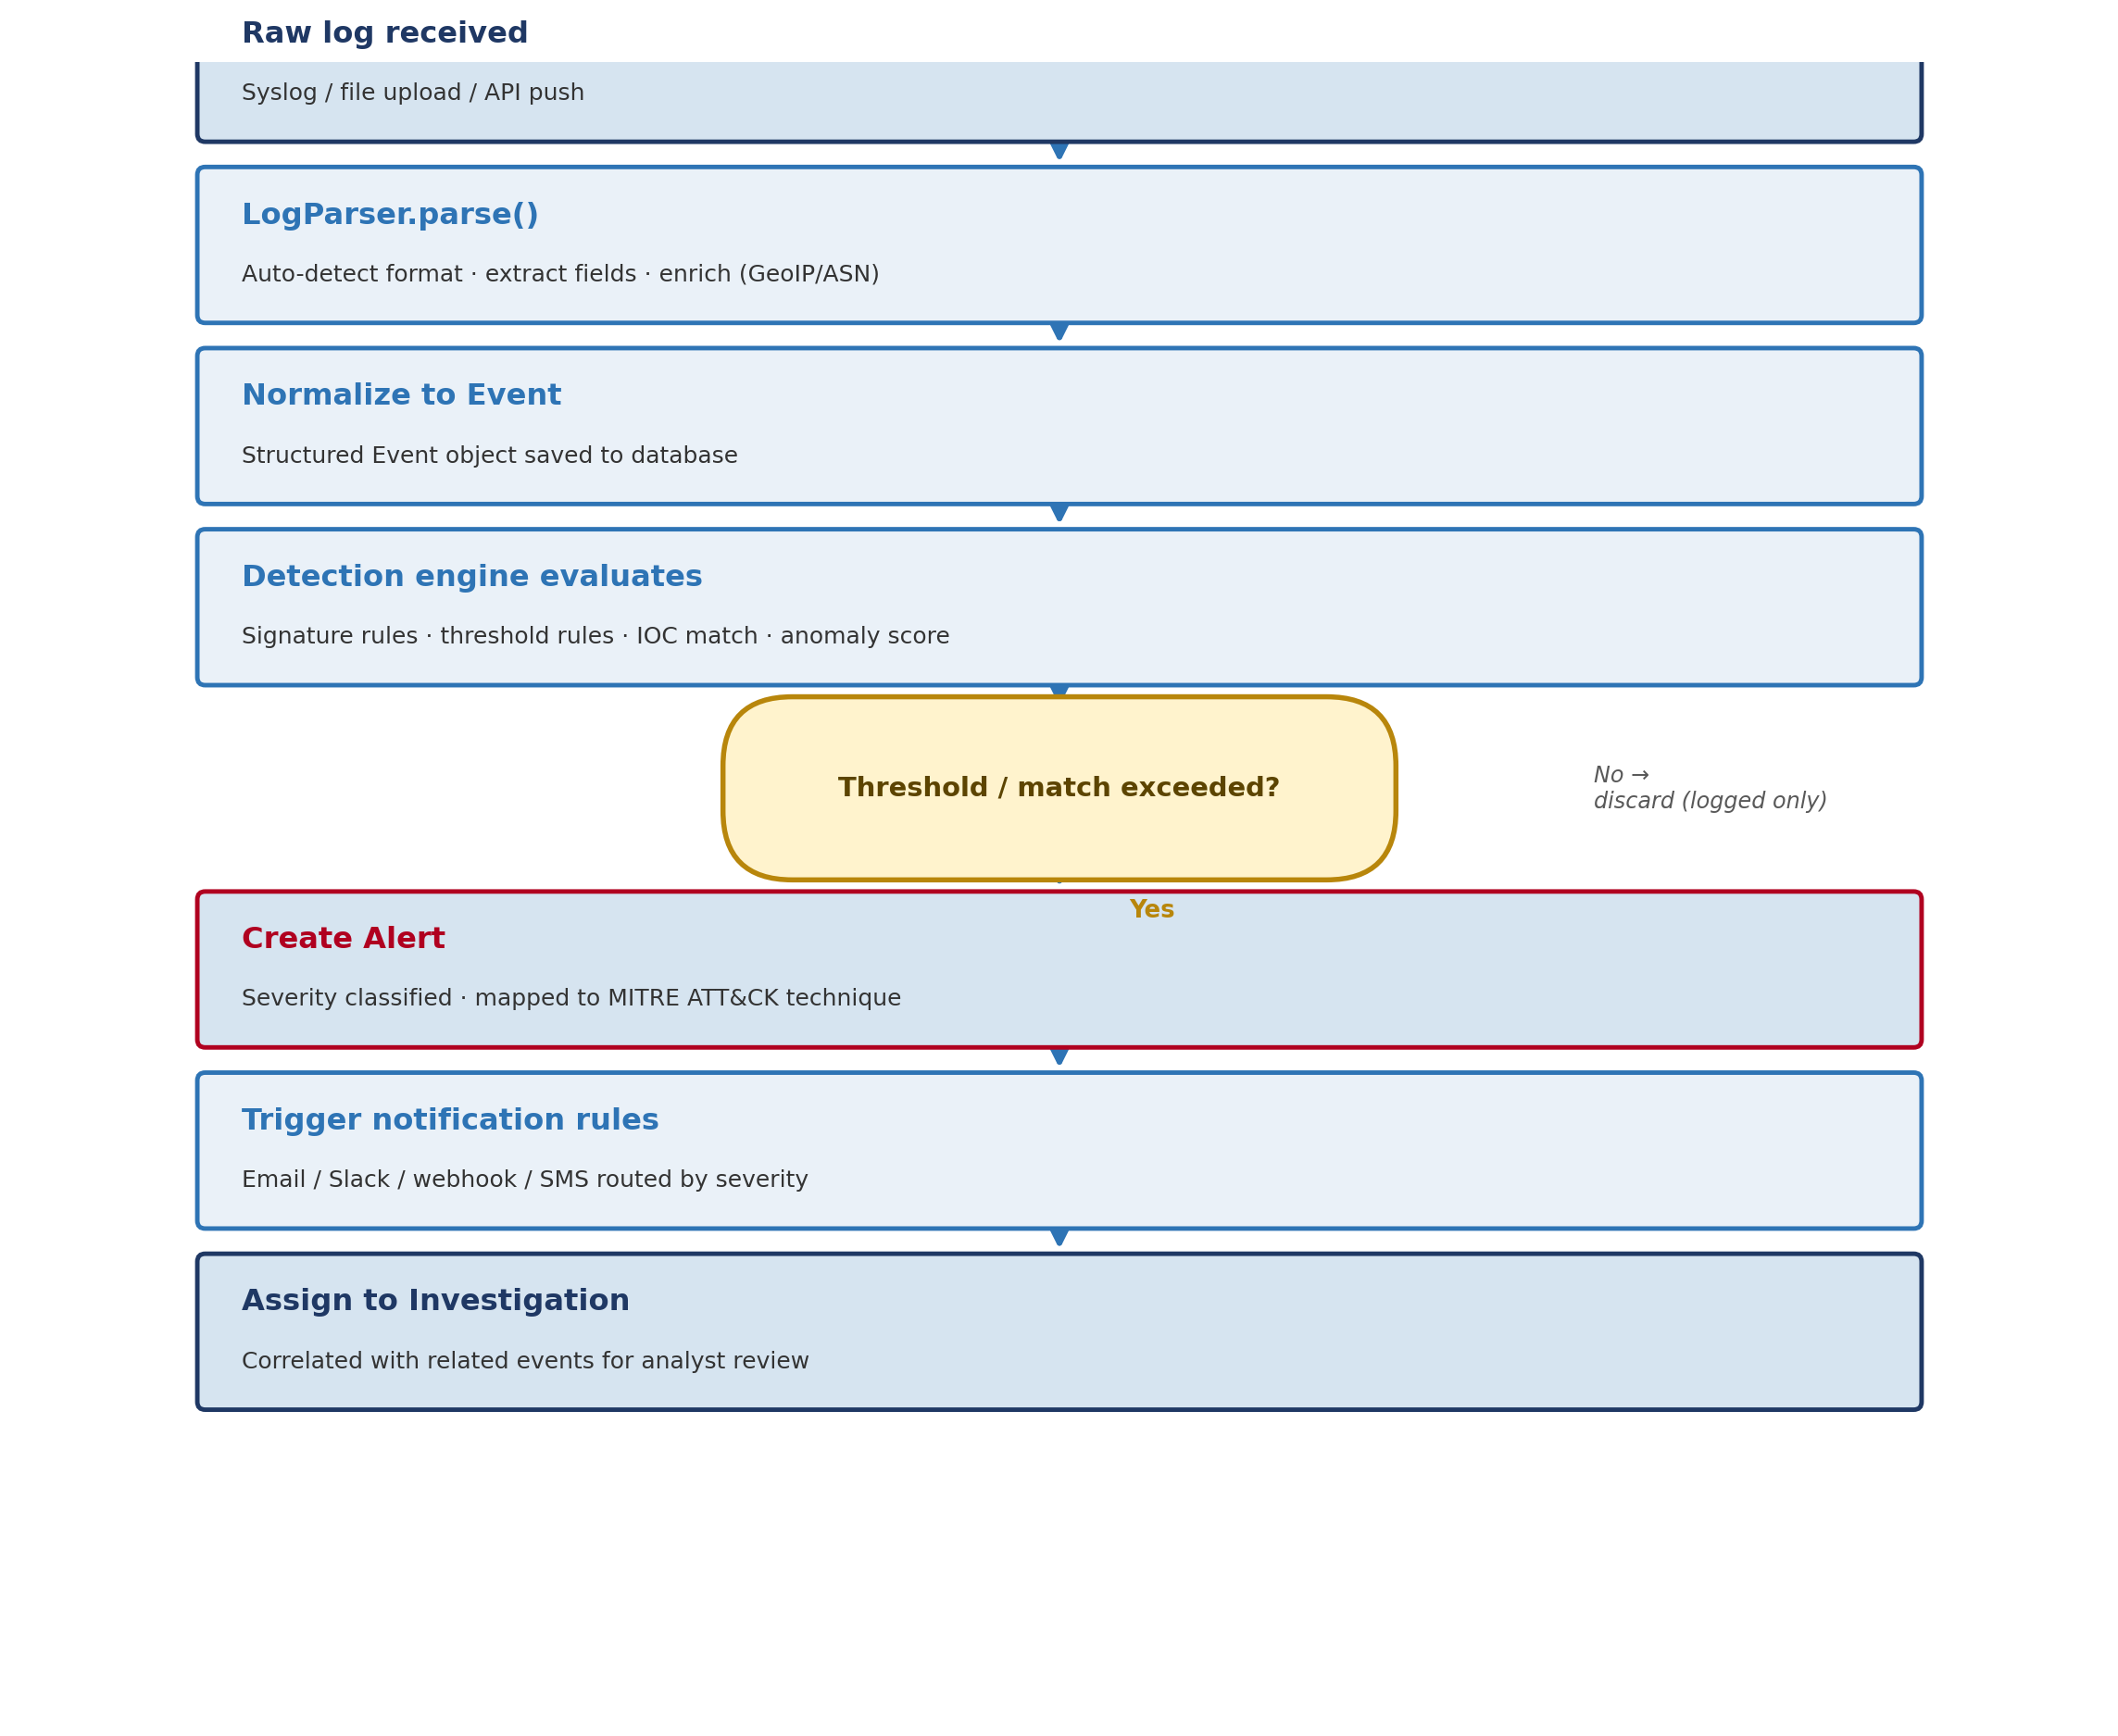 Raw log received
Syslog / file upload / API push
LogParser.parse()
Auto-detect format · extract fields · enrich (GeoIP/ASN)
Normalize to Event
Structured Event object saved to database
Detection engine evaluates
Signature rules · threshold rules · IOC match · anomaly score
Threshold / match exceeded?
No →
discard (logged only)
Yes
Create Alert
Severity classified · mapped to MITRE ATT&CK technique
Trigger notification rules
Email / Slack / webhook / SMS routed by severity
Assign to Investigation
Correlated with related events for analyst review